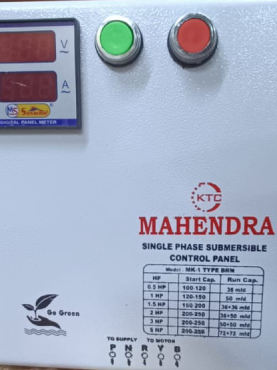 V
A
DIGITAL PANEL METER
KTC
MAHENDRA
SINGLE PHASE SUBMERSIBLE
CONTROL PANEL
Model MK-1 TYPE BRN
HP Start Cap. Run Cap.
0.5 HP 100-120 36 mfd
1 HP 120-150 50 mfd
1.5 HP 150-200 36+36 mfd
2 HP 200-250 36+50 mfd
3 HP 200-250 50+50 mfd
5 HP 200-250 72+72 mfd
Go Green
TO SUPPLY TO MOTOR
P N R Y B